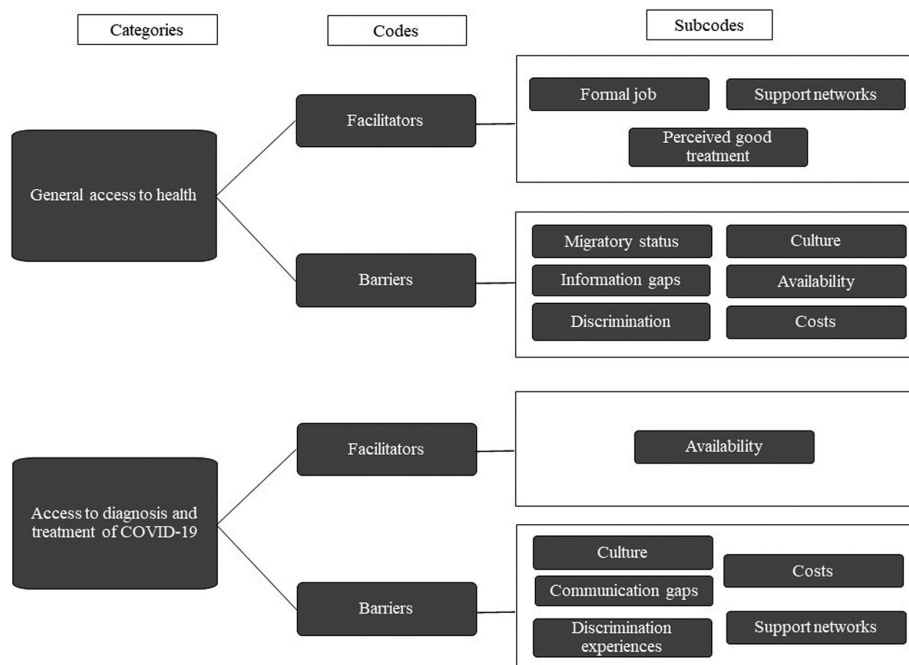 Categories
Codes
Subcodes
General access to health
Facilitators
Formal job
Support networks
Perceived good
treatment
Barriers
Migratory status
Culture
Information gaps
Availability
Discrimination
Costs
Access to diagnosis and
treatment of COVID-19
Facilitators
Availability
Barriers
Culture
Costs
Communication gaps
Discrimination
experiences
Support networks